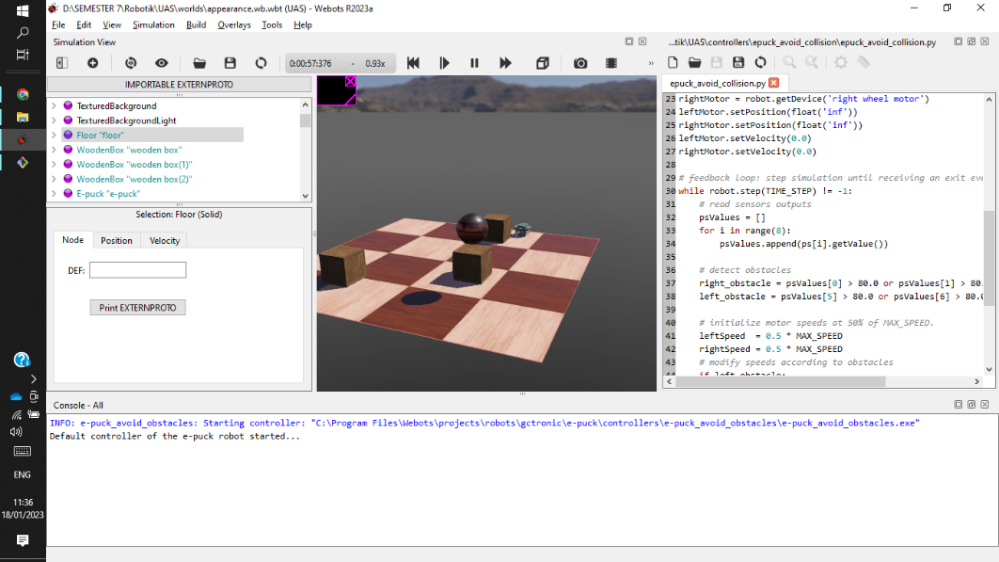 D:\SEMESTER 7\Robotik\UAS\worlds\appearance.wb.wbt (UAS) - Webots R2023a
File Edit View Simulation Build Overlays Tools Help
Simulation View
0:00:57:376 - 0.93x
IMPORTABLE EXTERNPROTO
TexturedBackground
TexturedBackgroundLight
Floor "floor"
WoodenBox "wooden box"
WoodenBox "wooden box(1)"
WoodenBox "wooden box(2)"
E-puck "e-puck"
Selection: Floor (Solid)
Node Position Velocity
DEF:
Print EXTERNPROTO
...tik\UAS\controllers\epuck_avoid_collision\epuck_avoid_collision.py
epuck_avoid_collision.py
23 rightMotor = robot.getDevice('right wheel motor')
24 leftMotor.setPosition(float('inf'))
25 rightMotor.setPosition(float('inf'))
26 leftMotor.setVelocity(0.0)
27 rightMotor.setVelocity(0.0)
28
29 # feedback loop: step simulation until receiving an exit eve
30 while robot.step(TIME_STEP) != -1:
31 # read sensors outputs
32 psValues = []
33 for i in range(8):
34 psValues.append(ps[i].getValue())
35
36 # detect obstacles
37 right_obstacle = psValues[0] > 80.0 or psValues[1] > 80.
38 left_obstacle = psValues[5] > 80.0 or psValues[6] > 80.0
39
40 # initialize motor speeds at 50% of MAX_SPEED.
41 leftSpeed = 0.5 * MAX_SPEED
42 rightSpeed = 0.5 * MAX_SPEED
43 # modify speeds according to obstacles
44 if left_obstacle:
Console - All
INFO: e-puck_avoid_obstacles: Starting controller: "C:\Program Files\Webots\projects\robots\gctronic\e-puck\controllers\e-puck_avoid_obstacles\e-puck_avoid_obstacles.exe"
Default controller of the e-puck robot started...
ENG
11:36
18/01/2023